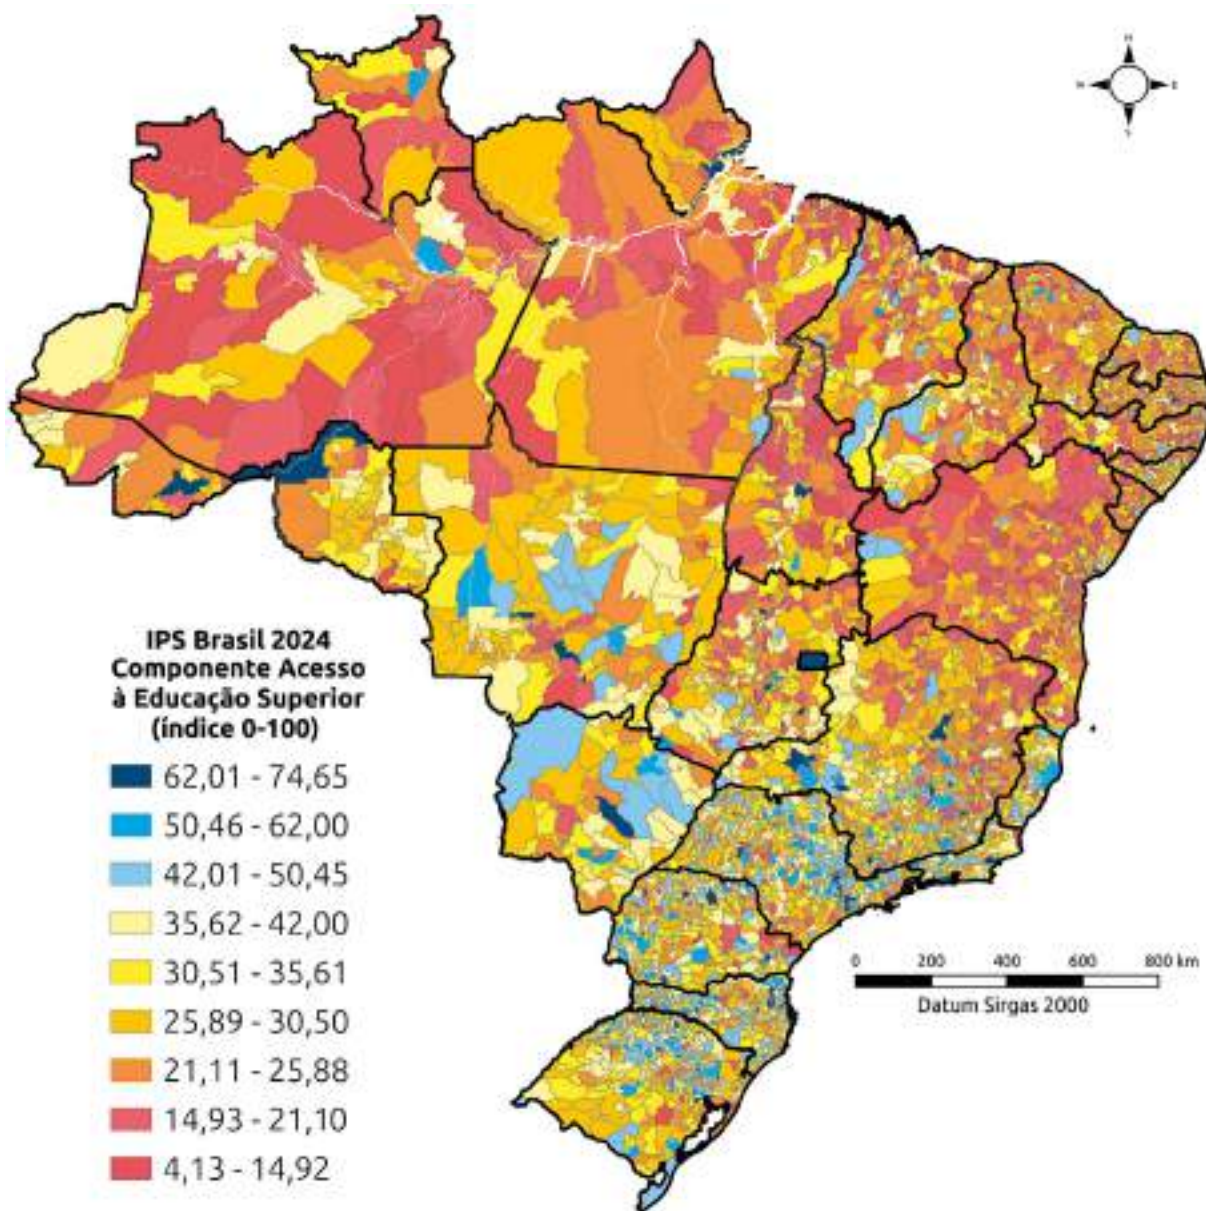 N
S
IPS Brasil 2024
Componente Acesso
à Educação Superior
(índice 0-100)
62,01 - 74,65
50,46 - 62,00
42,01 - 50,45
35,62 - 42,00
30,51 - 35,61
25,89 - 30,50
21,11 - 25,88
14,93 - 21,10
4,13 - 14,92
0 200 400 600 800 km
Datum Sirgas 2000